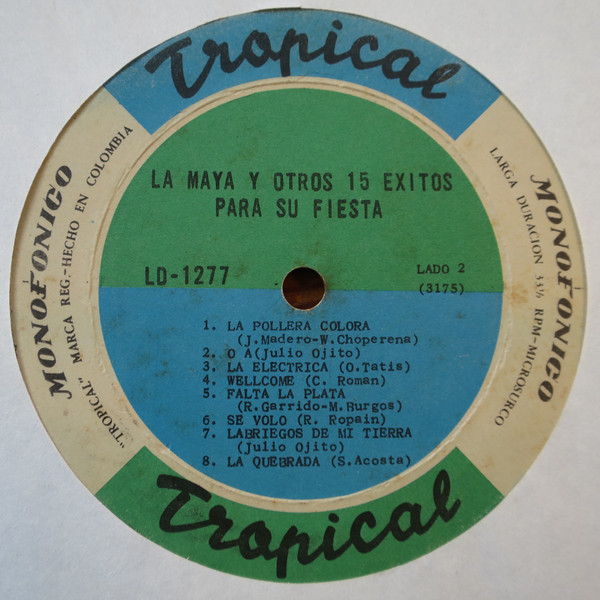 Tropical
LA MAYA Y OTROS 15 EXITOS
PARA SU FIESTA
LD-1277
LADO 2
(3175)
1. LA POLLERA COLORA
(J.Madero-W.Choperena)
2. O A(Julio Ojito)
3. LA ELECTRICA (O.Tatis)
4. WELLCOME (C. Roman)
5. FALTA LA PLATA
(R.Garrido-M.Burgos)
6. SE VOLO (R. Ropain)
7. LABRIEGOS DE MI TIERRA
(Julio Ojito)
8. LA QUEBRADA (S.Acosta)
MONOFONICO
"TROPICAL" MARCA REG.-HECHO EN COLOMBIA
MONOFONICO
LARGA DURACION 33⅓ RPM-MICROSURCO
Tropical